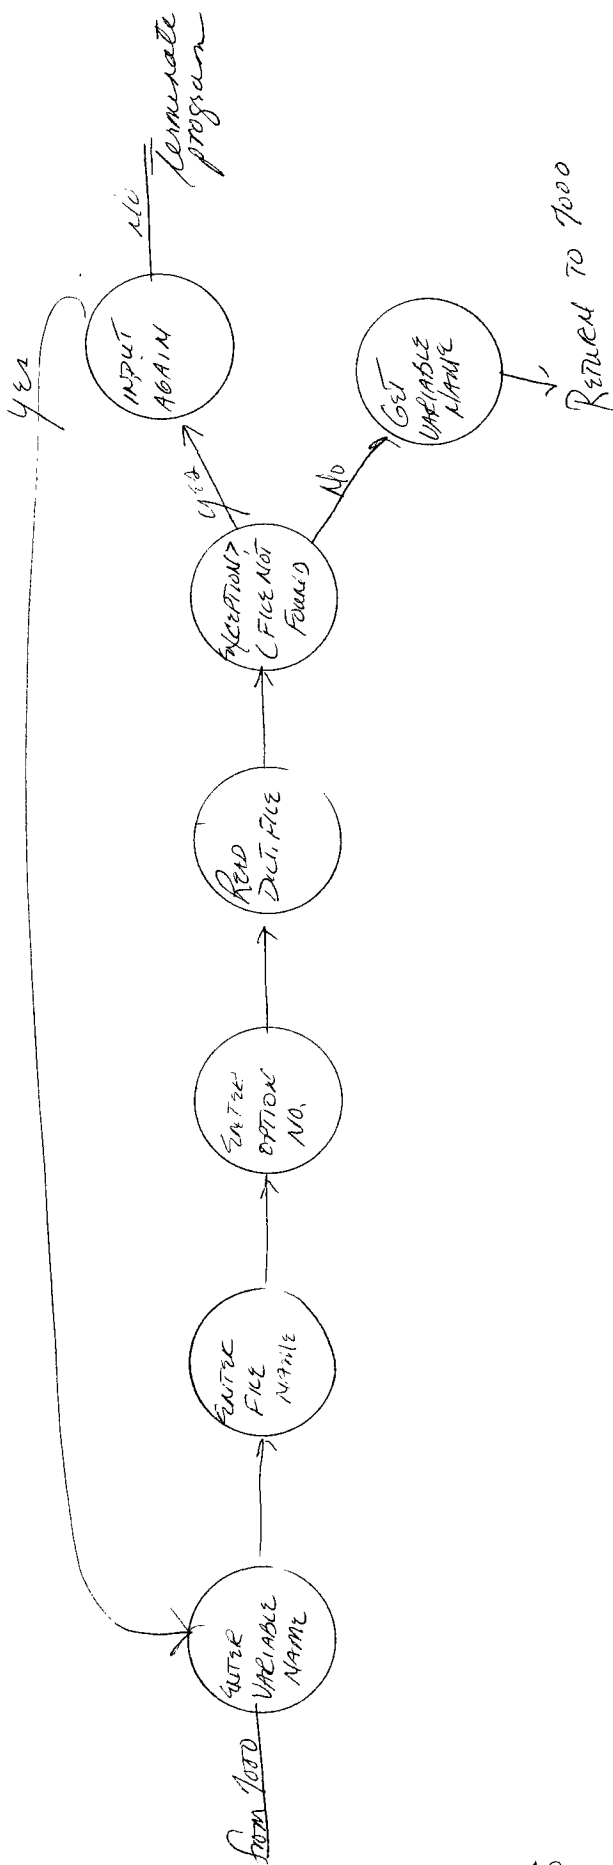 from 7000
ENTER
VARIABLE
NAME
ENTER
FILE
NAME
ENTER
OPTION
NO.
READ
DICT. FILE
EXCEPTION?
(FILE NOT
FOUND
Yes
No
INPUT
AGAIN
Yes
No
terminate
program
GET
VARIABLE
NAME
RETURN TO 7000